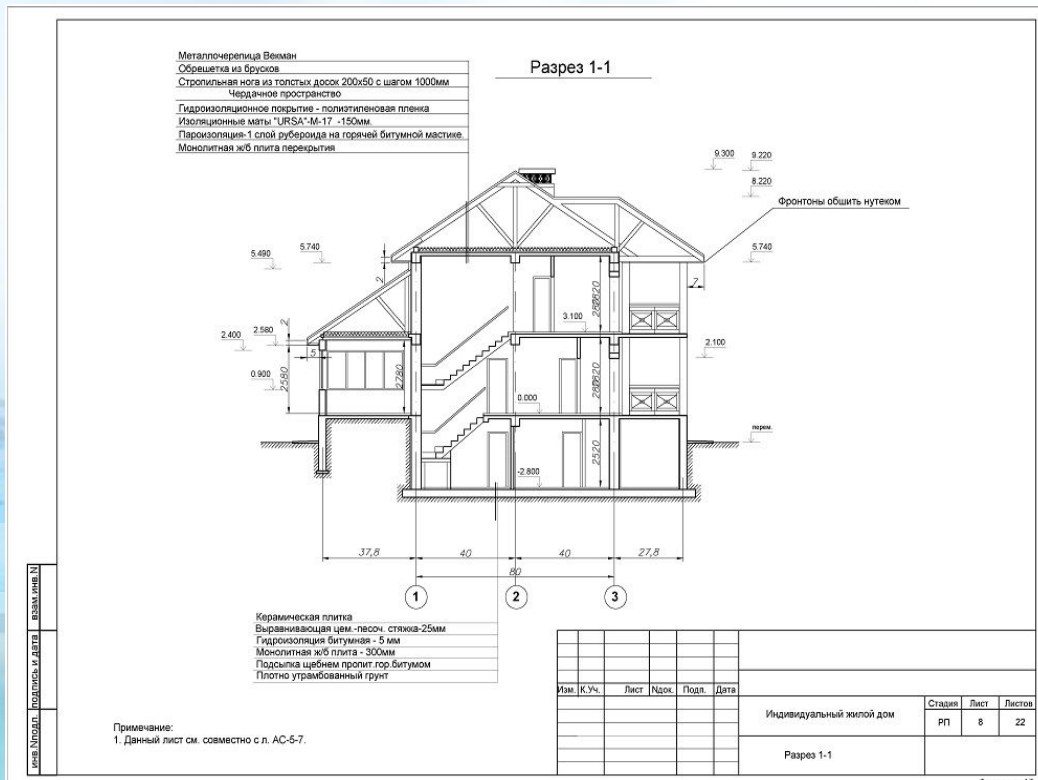 Металлочерепица Векман
Обрешетка из брусков
Стропильная нога из толстых досок 200х50 с шагом 1000мм
Чердачное пространство
Гидроизоляционное покрытие - полиэтиленовая пленка
Изоляционные маты "URSA"-М-17 -150мм.
Пароизоляция-1 слой рубероида на горячей битумной мастике.
Монолитная ж/б плита перекрытия
Разрез 1-1
9.300
9.220
8.220
Фронтоны обшить нутеком
5.490
5.740
5.740
2
7
2820
3.100
2
2.580
2.400
2.100
5
0.900
2580
2780
2820
0.000
перем.
2520
-2.800
37,8
40
40
27,8
80
1
2
3
Керамическая плитка
Выравнивающая цем.-песоч. стяжка-25мм
Гидроизоляция битумная - 5 мм
Монолитная ж/б плита - 300мм
Подсыпка щебнем пропит.гор.битумом
Плотно утрамбованный грунт
Примечание:
1. Данный лист см. совместно с л. АС-5-7.
взам.инв.N
подпись и дата
инв.Nподл.
Изм. К.Уч. Лист Nдок. Подп. Дата
Индивидуальный жилой дом
Стадия Лист Листов
РП 8 22
Разрез 1-1